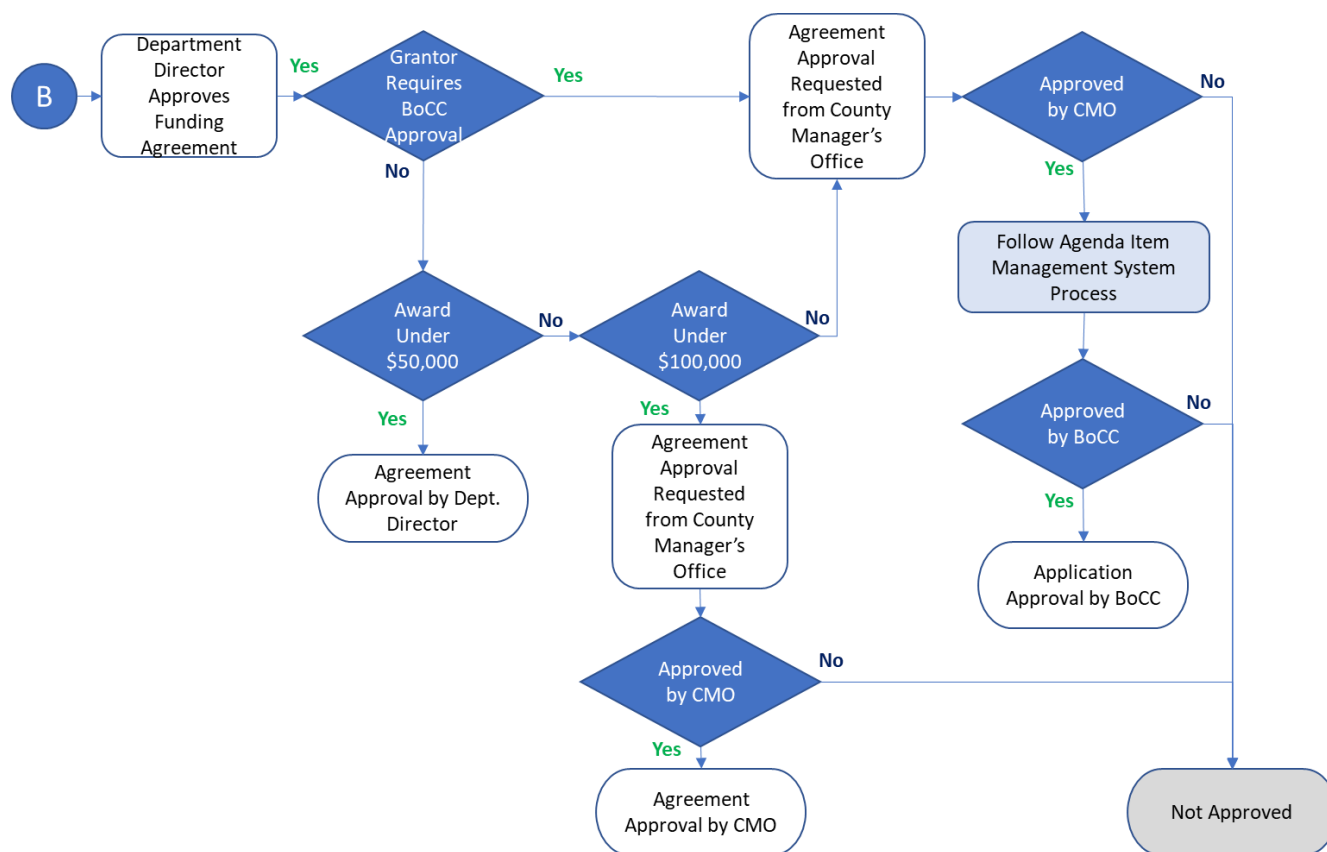 B
Department
Director
Approves
Funding
Agreement
Yes
Grantor
Requires
BoCC
Approval
Yes
No
Agreement
Approval
Requested
from County
Manager’s
Office
Approved
by CMO
No
Yes
Follow Agenda Item
Management System
Process
Award
Under
$50,000
No
Yes
Award
Under
$100,000
No
Yes
Approved
by BoCC
No
Yes
Agreement
Approval by Dept.
Director
Agreement
Approval
Requested
from County
Manager’s
Office
Application
Approval by BoCC
Approved
by CMO
No
Yes
Agreement
Approval by CMO
Not Approved